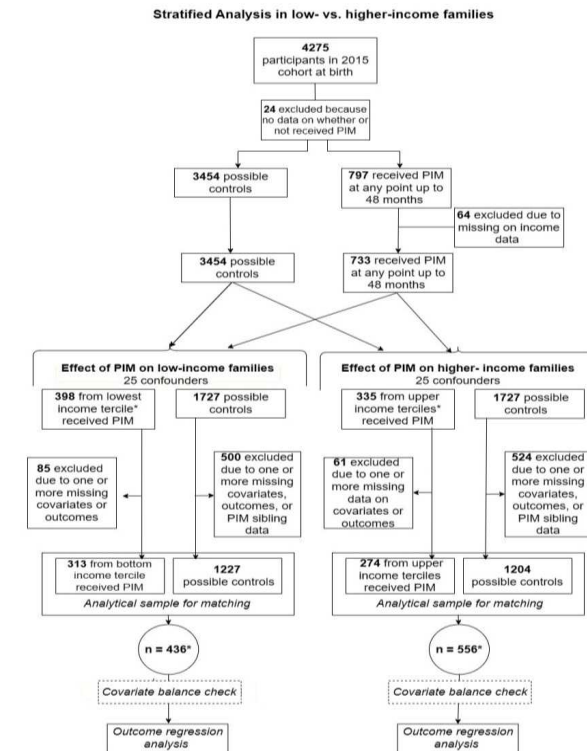 Stratified Analysis in low- vs. higher-income families
4275
participants in 2015
cohort at birth
24 excluded because
no data on whether or
not received PIM
3454 possible
controls
797 received PIM
at any point up to
48 months
64 excluded due to
missing on income
data
3454 possible
controls
733 received PIM
at any point up to
48 months
Effect of PIM on low-income families
25 confounders
398 from lowest
income tercile*
received PIM
1727 possible
controls
85 excluded
due to one or
more missing
covariates or
outcomes
500 excluded
due to one or
more missing
covariates,
outcomes, or
PIM sibling
data
313 from bottom
income tercile
received PIM
1227
possible controls
Analytical sample for matching
n = 436*
Covariate balance check
Outcome regression
analysis
Effect of PIM on higher- income families
25 confounders
335 from upper
income terciles*
received PIM
1727 possible
controls
61 excluded
due to one or
more missing
data on
covariates or
outcomes
524 excluded
due to one or
more missing
covariates,
outcomes, or
PIM sibling
data
274 from upper
income terciles
received PIM
1204
possible controls
Analytical sample for matching
n = 556*
Covariate balance check
Outcome regression
analysis